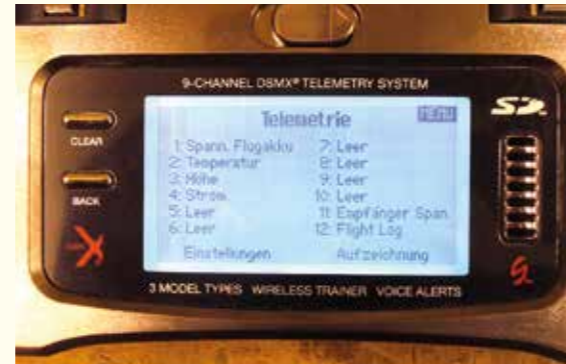 9-CHANNEL DSMX® TELEMETRY SYSTEM
Telemetrie
MENU
CLEAR
BACK
1: Spann. Flugakku
2: Temperatur
3: Höhe
4: Strom
5: Leer
6: Leer
7: Leer
8: Leer
9: Leer
10: Leer
11: Empfänger Span.
12: Flight Log
Einstellungen
Aufzeichnung
3 MODEL TYPES WIRELESS TRAINER VOICE ALERTS